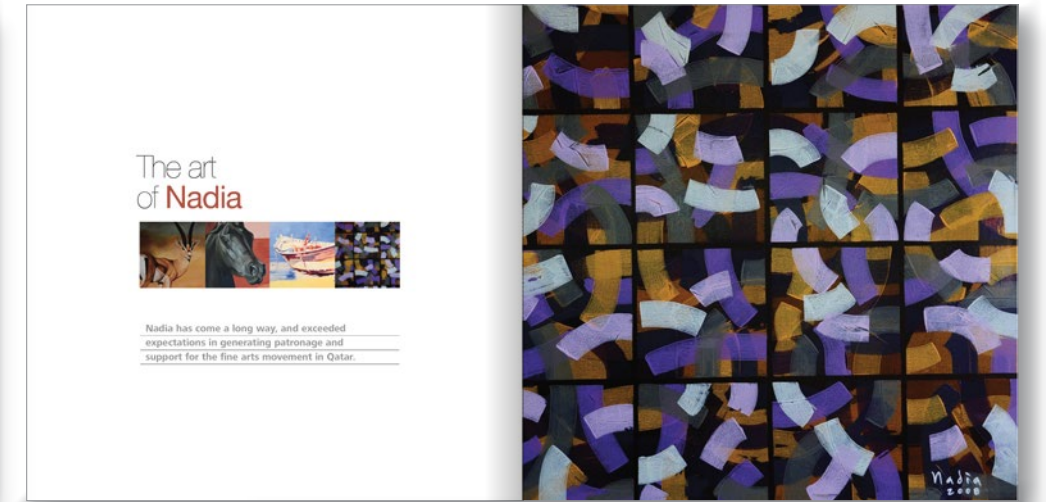 The art
of Nadia
Nadia has come a long way, and exceeded
expectations in generating patronage and
support for the fine arts movement in Qatar.
Nadia
2008